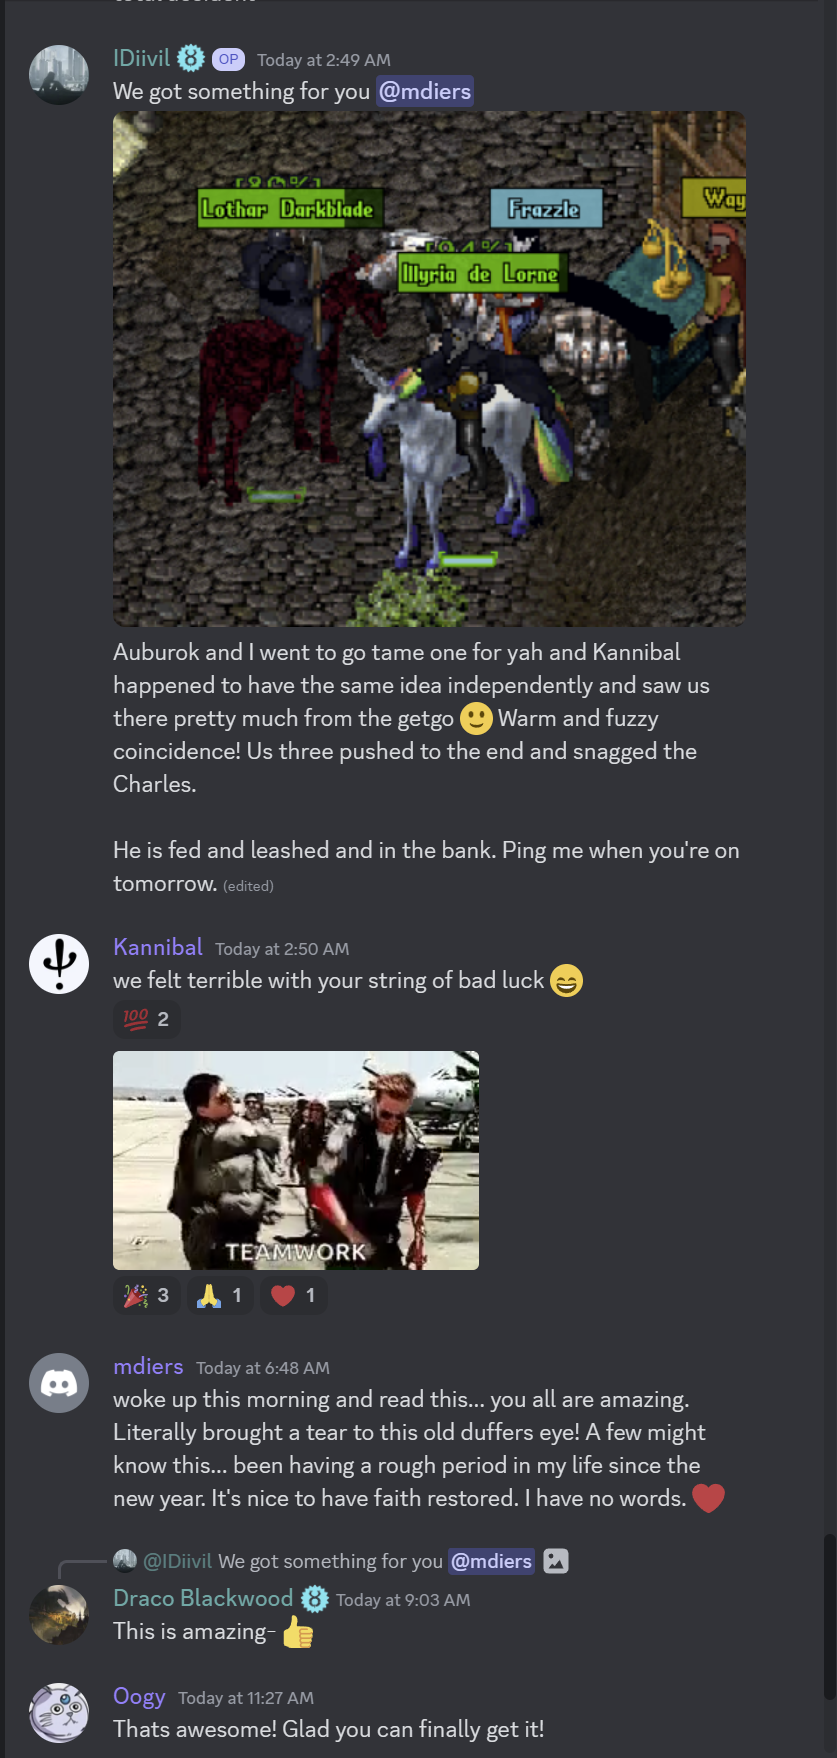 IDiivil OP Today at 2:49 AM
We got something for you @mdiers
[80%]
Lothar Darkblade
Frazzle
Way
[94%]
Illyria de Lorne
Auburok and I went to go tame one for yah and Kannibal
happened to have the same idea independently and saw us
there pretty much from the getgo 🙂 Warm and fuzzy
coincidence! Us three pushed to the end and snagged the
Charles.
He is fed and leashed and in the bank. Ping me when you're on
tomorrow. (edited)
Kannibal Today at 2:50 AM
we felt terrible with your string of bad luck 😄
💯 2
TEAMWORK
🎉 3 🙏 1 ❤️ 1
mdiers Today at 6:48 AM
woke up this morning and read this... you all are amazing.
Literally brought a tear to this old duffers eye! A few might
know this... been having a rough period in my life since the
new year. It's nice to have faith restored. I have no words. ❤️
@IDiivil We got something for you @mdiers
Draco Blackwood Today at 9:03 AM
This is amazing- 👍
Oogy Today at 11:27 AM
Thats awesome! Glad you can finally get it!